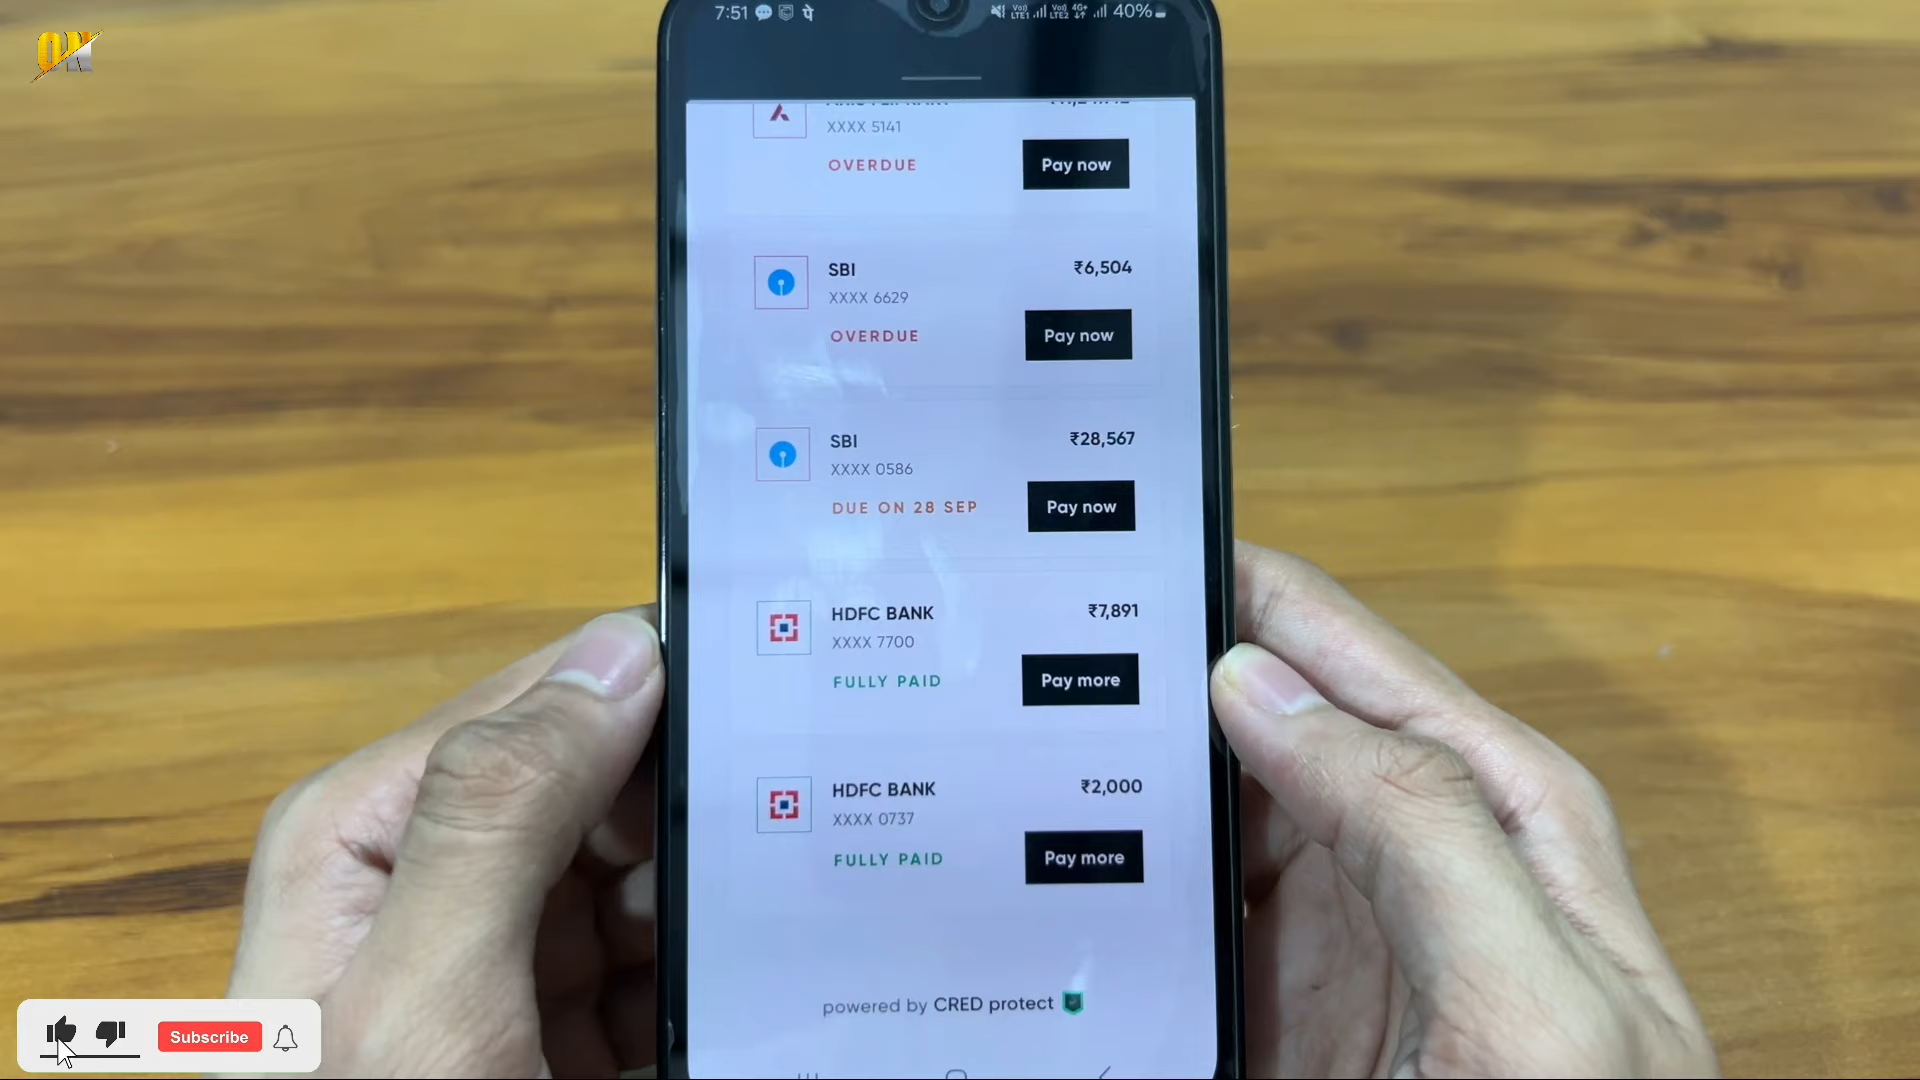 7:51 पे 40%
ON
XXXX 5141
OVERDUE
Pay now
SBI
₹6,504
XXXX 6629
OVERDUE
Pay now
SBI
₹28,567
XXXX 0586
DUE ON 28 SEP
Pay now
HDFC BANK
₹7,891
XXXX 7700
FULLY PAID
Pay more
HDFC BANK
₹2,000
XXXX 0737
FULLY PAID
Pay more
powered by CRED protect
Subscribe